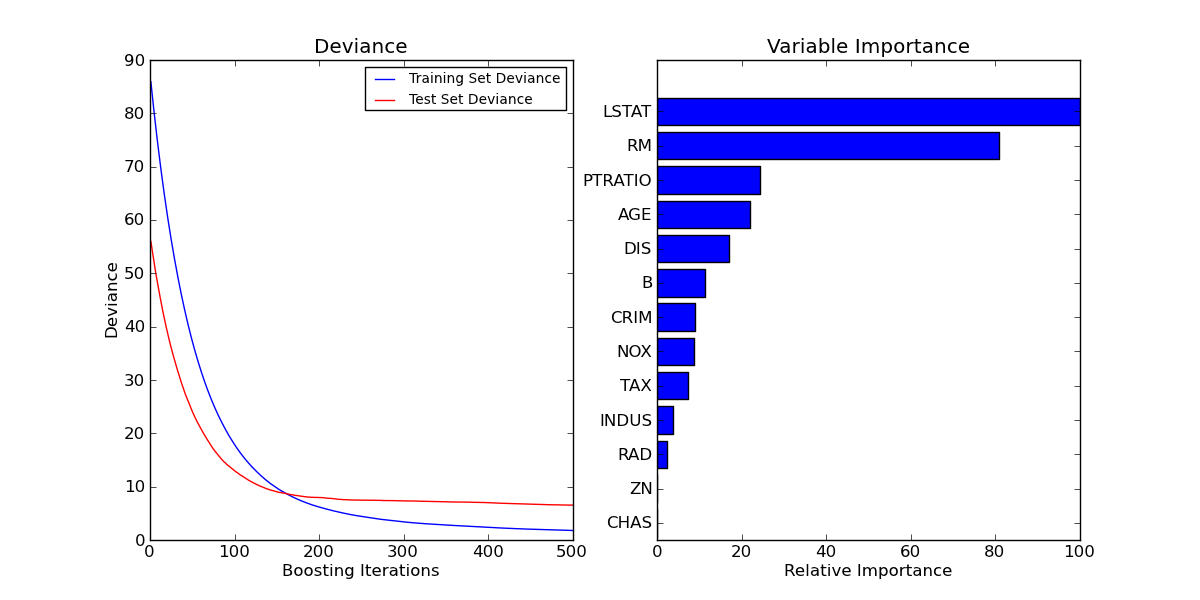 Deviance
Training Set Deviance
Test Set Deviance
90
80
70
60
50
40
30
20
10
0
Deviance
0 100 200 300 400 500
Boosting Iterations
Variable Importance
LSTAT
RM
PTRATIO
AGE
DIS
B
CRIM
NOX
TAX
INDUS
RAD
ZN
CHAS
0 20 40 60 80 100
Relative Importance